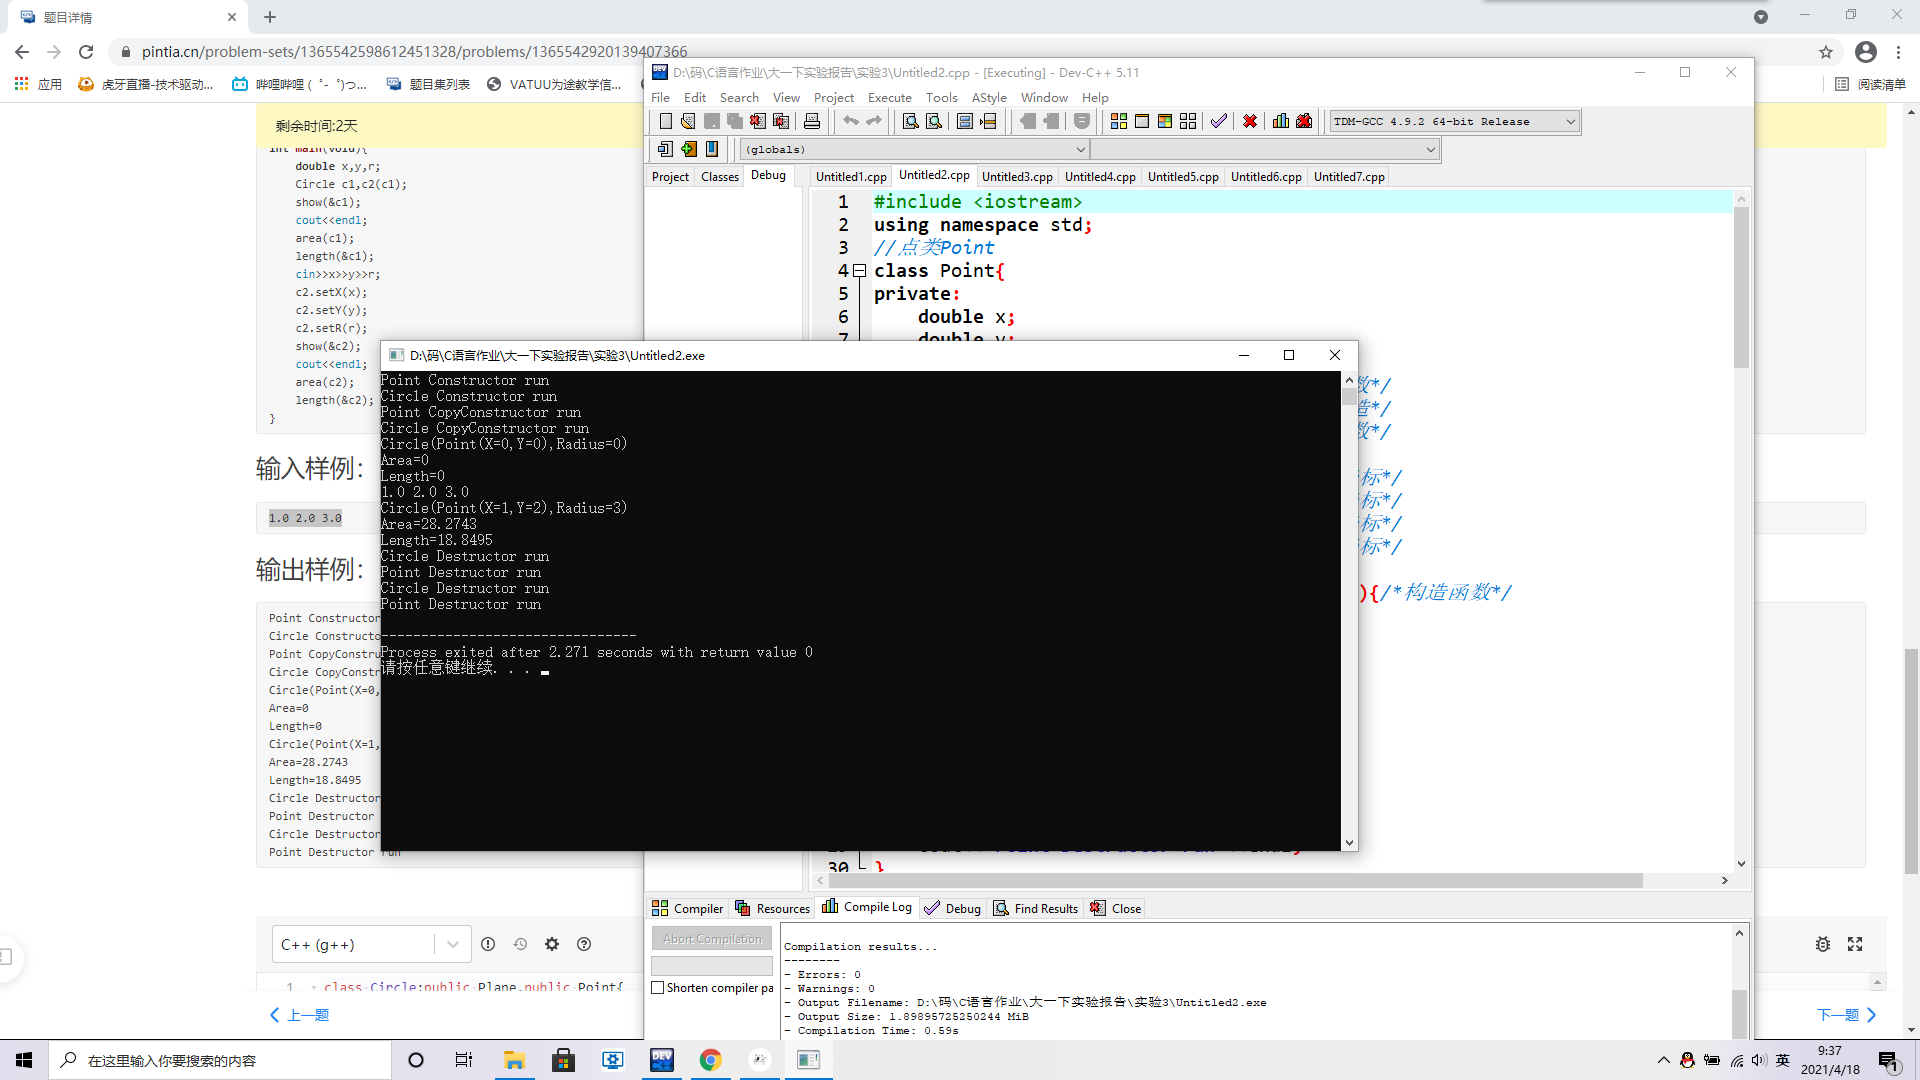 题目详情
pintia.cn/problem-sets/1365542598612451328/problems/1365542920139407366
应用 虎牙直播-技术驱动... 哔哩哔哩 (゜-゜)つ... 题目集列表 VATUU为途教学信... 阅读清单
剩余时间:2天
int main(void){
double x,y,r;
Circle c1,c2(c1);
show(&c1);
cout<<endl;
area(c1);
length(&c1);
cin>>x>>y>>r;
c2.setX(x);
c2.setY(y);
c2.setR(r);
show(&c2);
cout<<endl;
area(c2);
length(&c2);
}
输入样例：
1.0 2.0 3.0
输出样例：
Point Constructor
Circle Constructo
Point CopyConstru
Circle CopyConstr
Circle(Point(X=0,
Area=0
Length=0
Circle(Point(X=1,
Area=28.2743
Length=18.8495
Circle Destructor
Point Destructor
Circle Destructor
Point Destructor run
C++ (g++)
1 class Circle:public Plane,public Point{
上一题
下一题
D:\码\C语言作业\大一下实验报告\实验3\Untitled2.cpp - [Executing] - Dev-C++ 5.11
File Edit Search View Project Execute Tools AStyle Window Help
TDM-GCC 4.9.2 64-bit Release
(globals)
Project Classes Debug
Untitled1.cpp Untitled2.cpp Untitled3.cpp Untitled4.cpp Untitled5.cpp Untitled6.cpp Untitled7.cpp
1 #include <iostream>
2 using namespace std;
3 //点类Point
4 class Point{
5 private:
6 double x;
7 double y;
数*/
造*/
数*/
标*/
标*/
标*/
标*/
){/*构造函数*/
30 }
D:\码\C语言作业\大一下实验报告\实验3\Untitled2.exe
Point Constructor run
Circle Constructor run
Point CopyConstructor run
Circle CopyConstructor run
Circle(Point(X=0,Y=0),Radius=0)
Area=0
Length=0
1.0 2.0 3.0
Circle(Point(X=1,Y=2),Radius=3)
Area=28.2743
Length=18.8495
Circle Destructor run
Point Destructor run
Circle Destructor run
Point Destructor run
--------------------------------
Process exited after 2.271 seconds with return value 0
请按任意键继续. . .
Compiler Resources Compile Log Debug Find Results Close
Abort Compilation
Shorten compiler pa
Compilation results...
--------
- Errors: 0
- Warnings: 0
- Output Filename: D:\码\C语言作业\大一下实验报告\实验3\Untitled2.exe
- Output Size: 1.89895725250244 MiB
- Compilation Time: 0.59s
在这里输入你要搜索的内容
DEV
英
9:37
2021/4/18
1